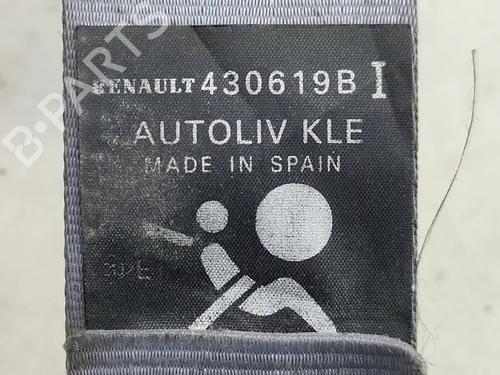 B-PARTS
RENAULT 430619B I
AUTOLIV KLE
MADE IN SPAIN